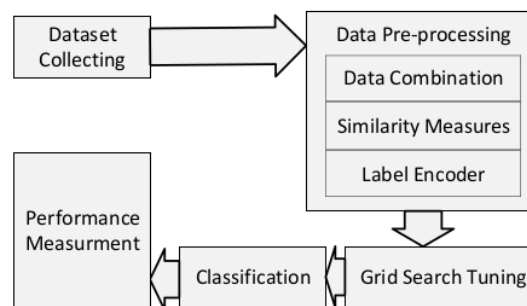 Dataset
Collecting
Data Pre-processing
Data Combination
Similarity Measures
Label Encoder
Grid Search Tuning
Classification
Performance
Measurment